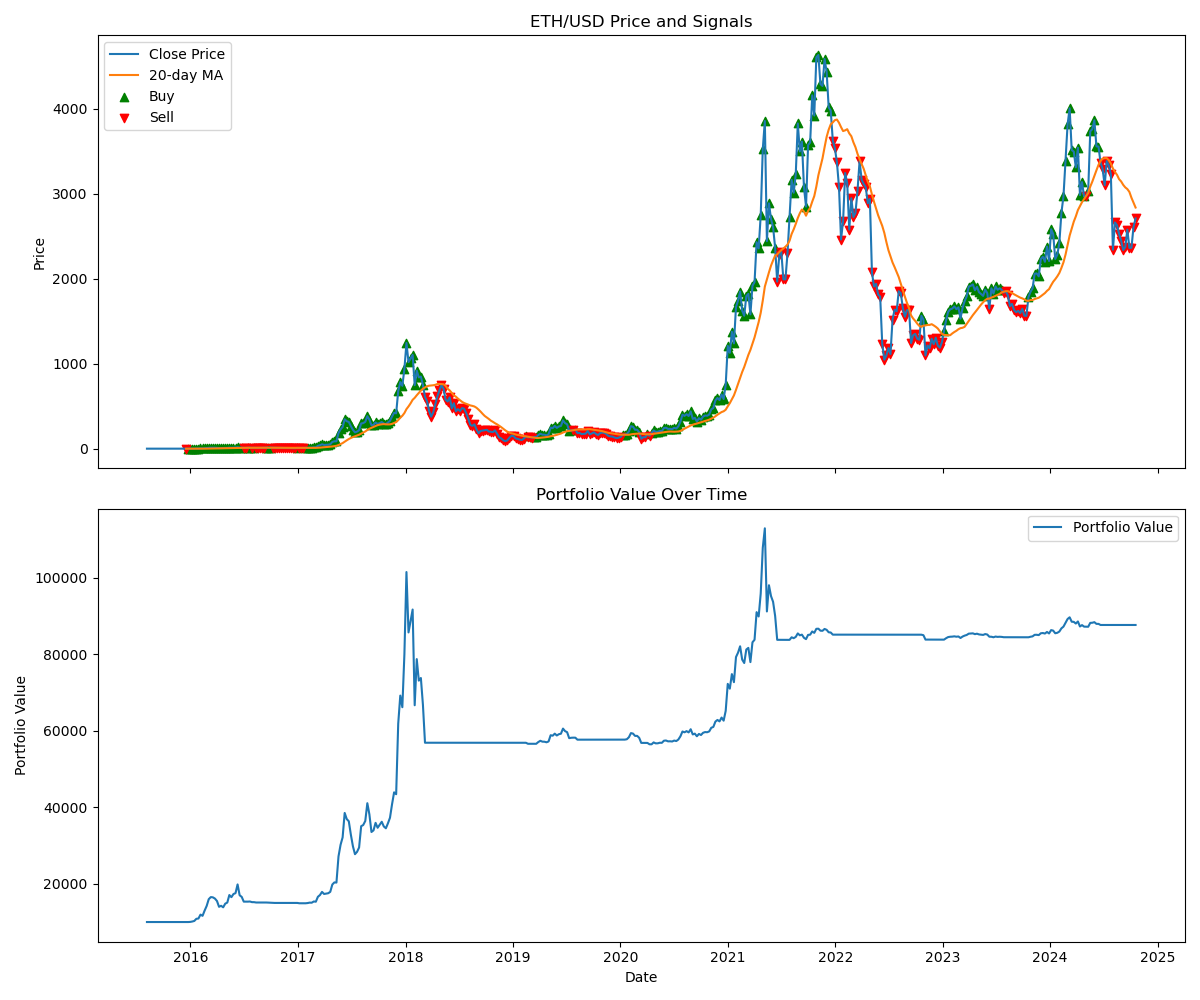 ETH/USD Price and Signals
Close Price
20-day MA
Buy
Sell
Price
4000
3000
2000
1000
0
Portfolio Value Over Time
Portfolio Value
Portfolio Value
100000
80000
60000
40000
20000
2016 2017 2018 2019 2020 2021 2022 2023 2024 2025
Date